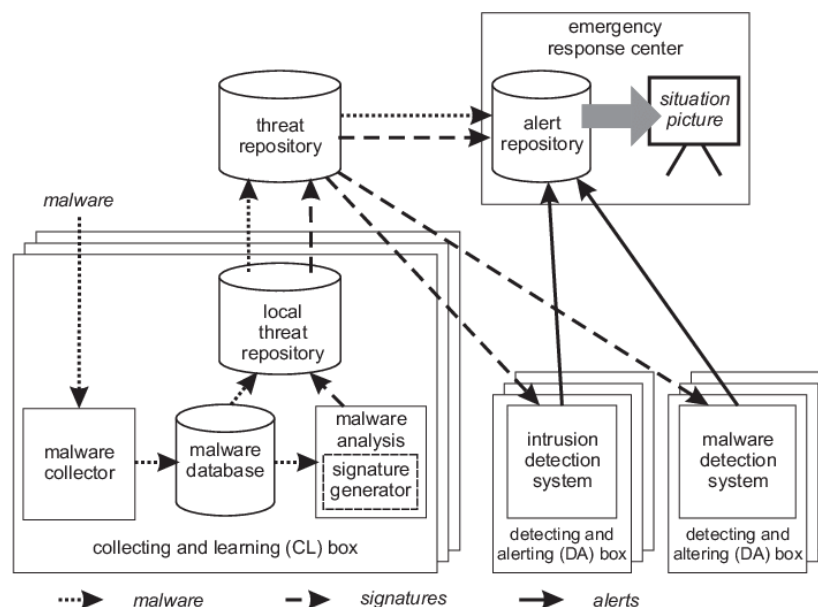 emergency
response center
threat
repository
alert
repository
situation
picture
malware
local
threat
repository
malware
collector
malware
database
malware
analysis
signature
generator
collecting and learning (CL) box
intrusion
detection
system
detecting and
alerting (DA) box
malware
detection
system
detecting and
altering (DA) box
malware
signatures
alerts